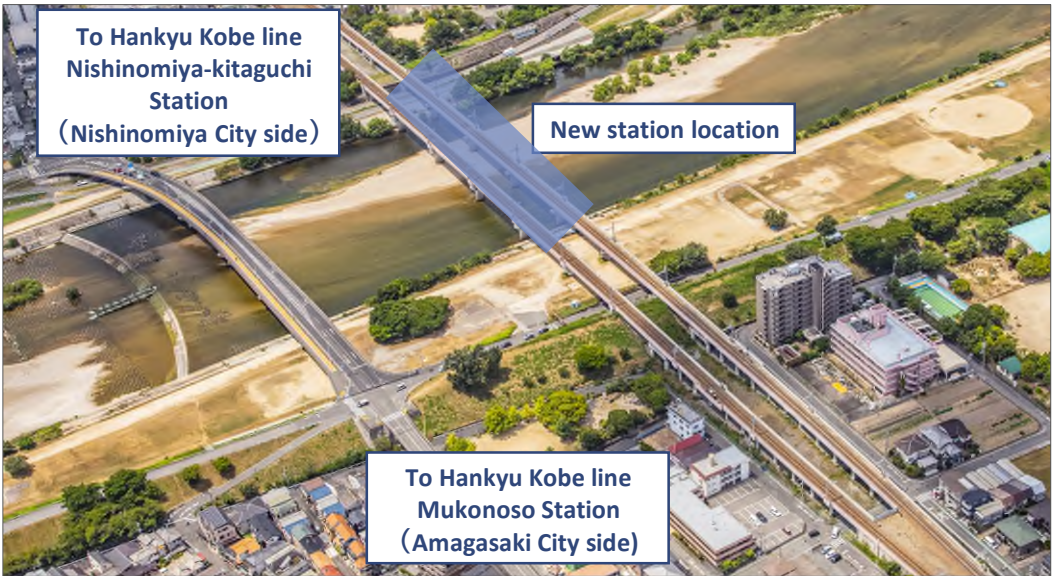 To Hankyu Kobe line
Nishinomiya-kitaguchi
Station
（Nishinomiya City side）
New station location
To Hankyu Kobe line
Mukonoso Station
（Amagasaki City side)